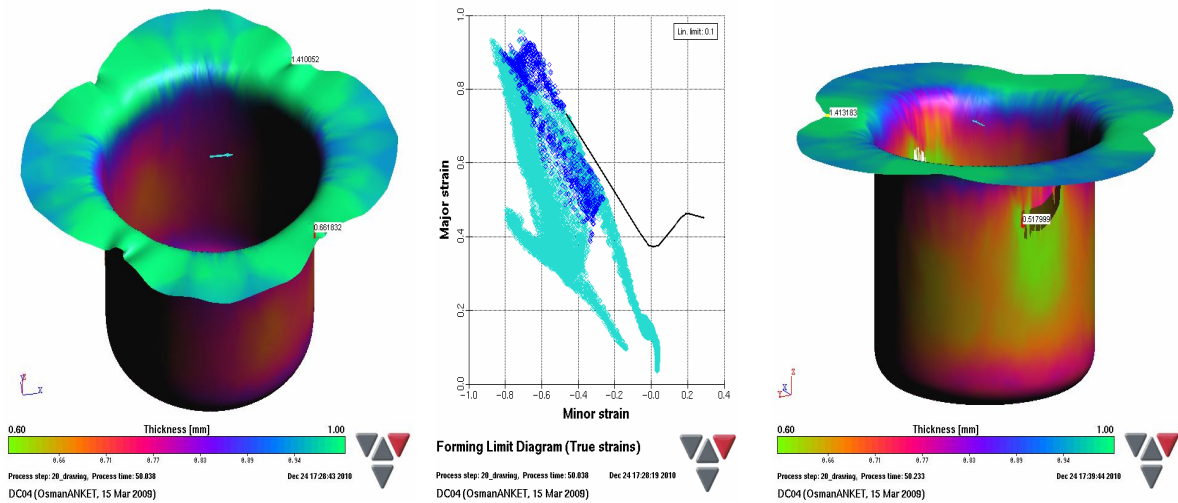 1.410052
0.661832
Z
X
0.60
Thickness [mm]
1.00
0.66 0.71 0.77 0.83 0.89 0.94
Process step: 20_drawing, Process time: 50.038
Dec 24 17:28:43 2010
DC04 (OsmanANKET, 15 Mar 2009)
Lin. limit: 0.1
Major strain
1.0
0.8
0.6
0.4
0.2
0.0
-1.0 -0.8 -0.6 -0.4 -0.2 -0.0 0.2 0.4
Minor strain
Forming Limit Diagram (True strains)
Process step: 20_drawing, Process time: 50.038
Dec 24 17:28:19 2010
DC04 (OsmanANKET, 15 Mar 2009)
1.413183
0.517999
0.60
Thickness [mm]
1.00
0.66 0.71 0.77 0.83 0.89 0.94
Process step: 20_drawing, Process time: 50.233
Dec 24 17:39:44 2010
DC04 (OsmanANKET, 15 Mar 2009)